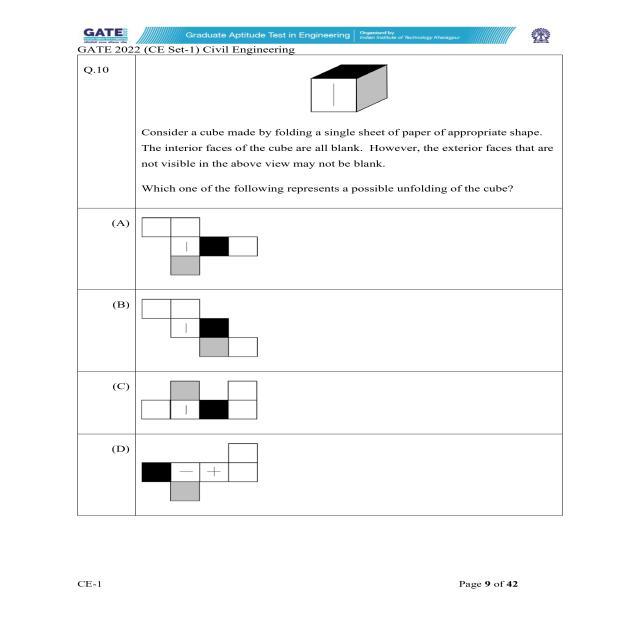 GATE
Graduate Aptitude Test in Engineering
Organised by
Indian Institute of Technology Kharagpur
GATE 2022 (CE Set-1) Civil Engineering
Q.10
Consider a cube made by folding a single sheet of paper of appropriate shape.
The interior faces of the cube are all blank. However, the exterior faces that are
not visible in the above view may not be blank.
Which one of the following represents a possible unfolding of the cube?
(A)
(B)
(C)
(D)
CE-1
Page 9 of 42